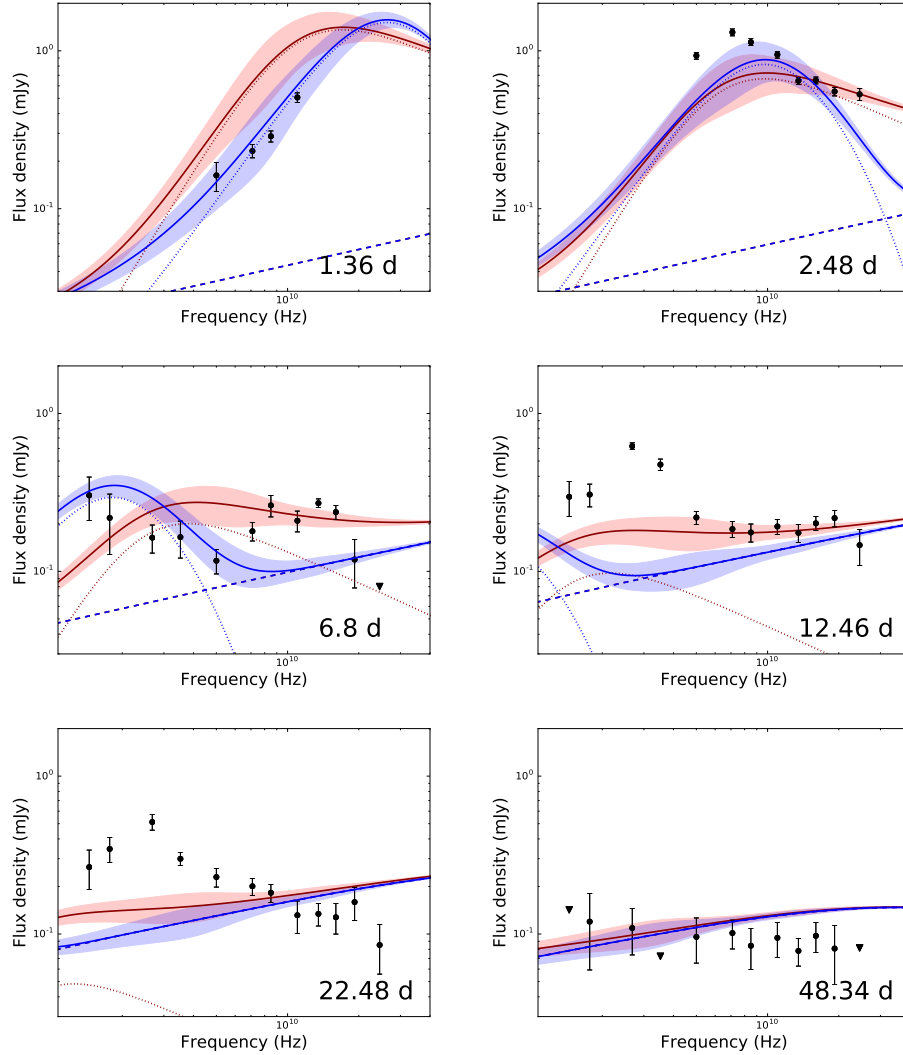 Flux density (mJy)
10⁰
10⁻¹
1.36 d
10¹⁰
Frequency (Hz)
Flux density (mJy)
10⁰
10⁻¹
2.48 d
10¹⁰
Frequency (Hz)
Flux density (mJy)
10⁰
10⁻¹
6.8 d
10¹⁰
Frequency (Hz)
Flux density (mJy)
10⁰
10⁻¹
12.46 d
10¹⁰
Frequency (Hz)
Flux density (mJy)
10⁰
10⁻¹
22.48 d
10¹⁰
Frequency (Hz)
Flux density (mJy)
10⁰
10⁻¹
48.34 d
10¹⁰
Frequency (Hz)